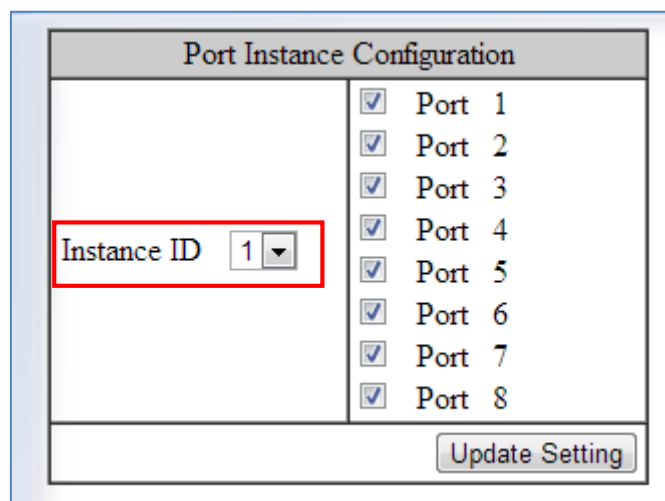 Port Instance Configuration
Port 1
Port 2
Port 3
Port 4
Instance ID 1
Port 5
Port 6
Port 7
Port 8
Update Setting